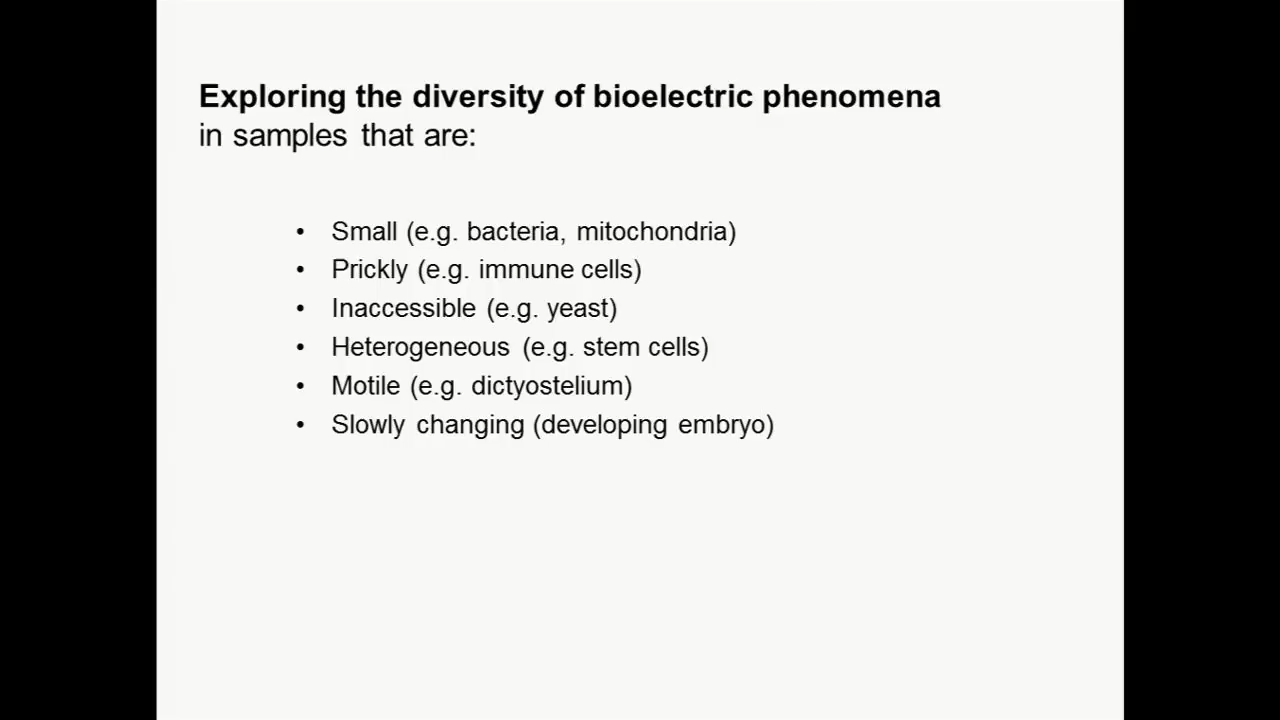 Exploring the diversity of bioelectric phenomena
in samples that are:
• Small (e.g. bacteria, mitochondria)
• Prickly (e.g. immune cells)
• Inaccessible (e.g. yeast)
• Heterogeneous (e.g. stem cells)
• Motile (e.g. dictyostelium)
• Slowly changing (developing embryo)